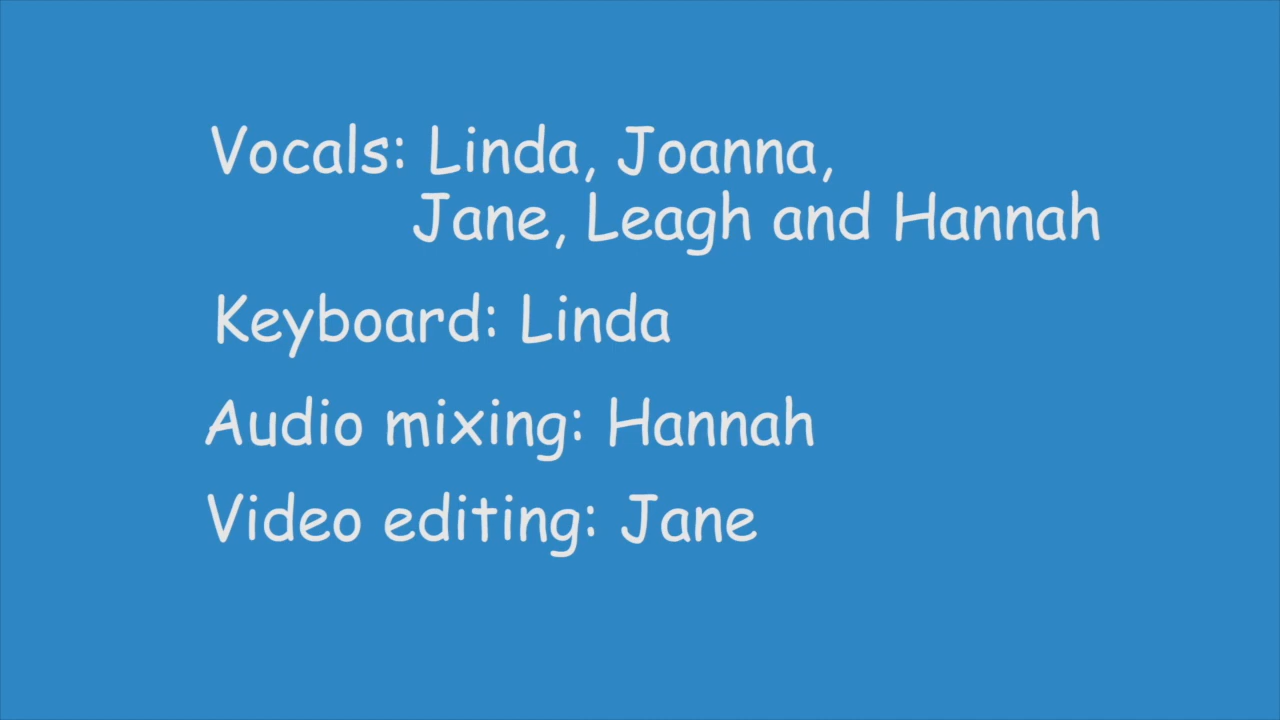 Vocals: Linda, Joanna,
Jane, Leagh and Hannah
Keyboard: Linda
Audio mixing: Hannah
Video editing: Jane